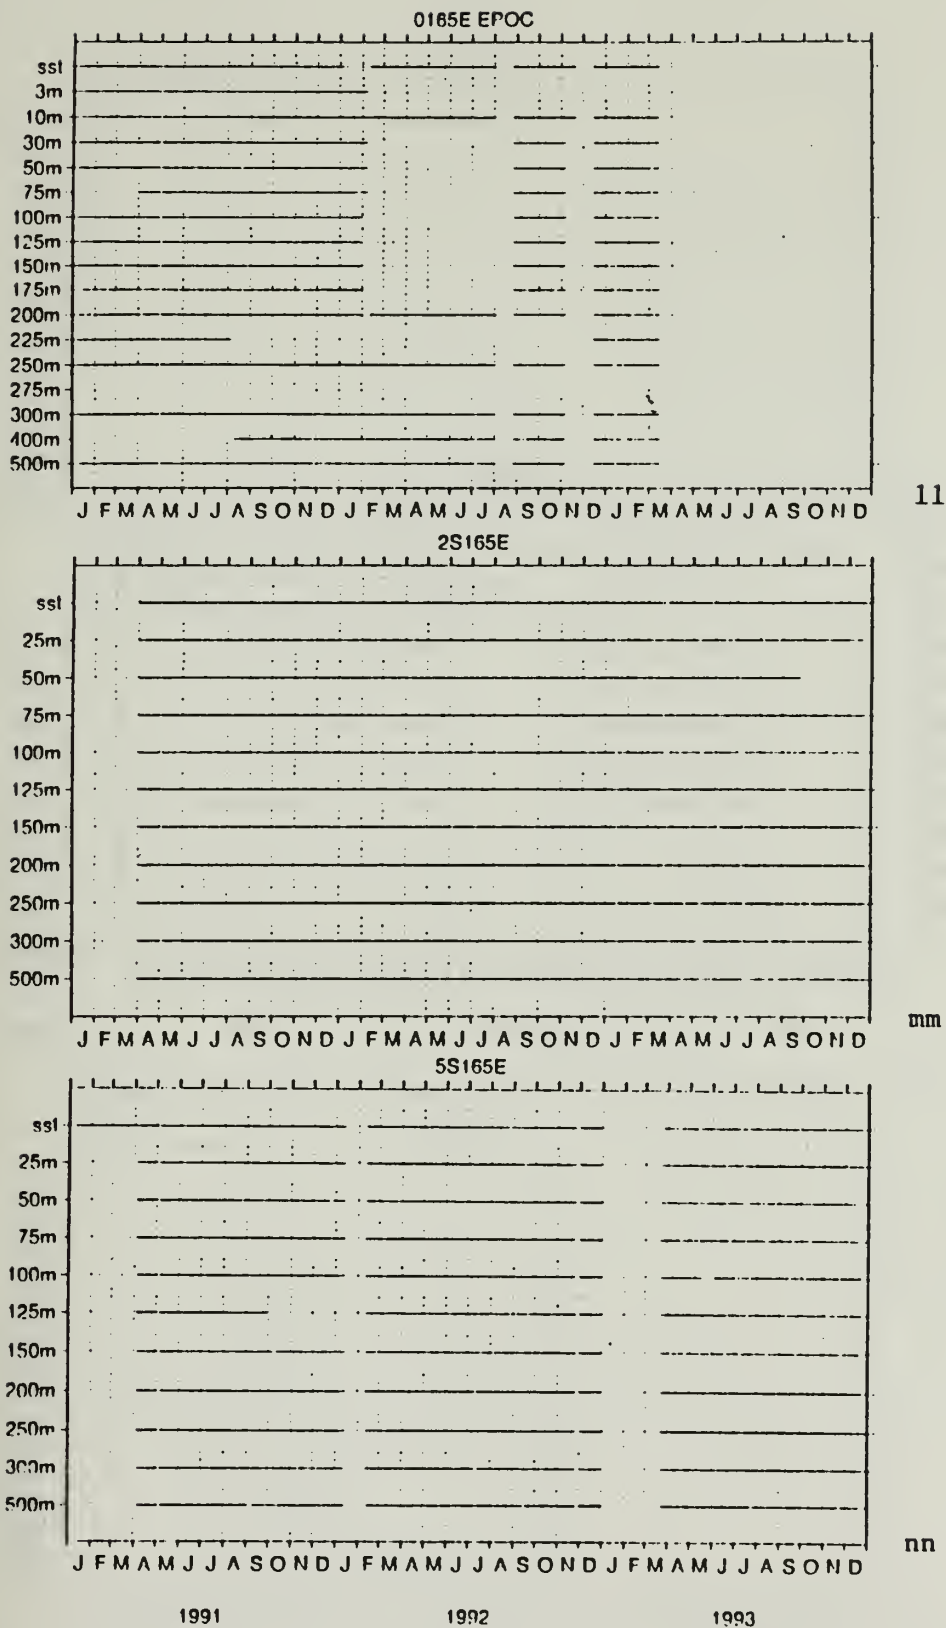 0165E EPOC
sst
3m
10m
30m
50m
75m
100m
125m
150m
175m
200m
225m
250m
275m
300m
400m
500m
J F M A M J J A S O N D J F M A M J J A S O N D J F M A M J J A S O N D
11
2S165E
sst
25m
50m
75m
100m
125m
150m
200m
250m
300m
500m
J F M A M J J A S O N D J F M A M J J A S O N D J F M A M J J A S O N D
mm
5S165E
sst
25m
50m
75m
100m
125m
150m
200m
250m
300m
500m
J F M A M J J A S O N D J F M A M J J A S O N D J F M A M J J A S O N D
nn
1991 1992 1993